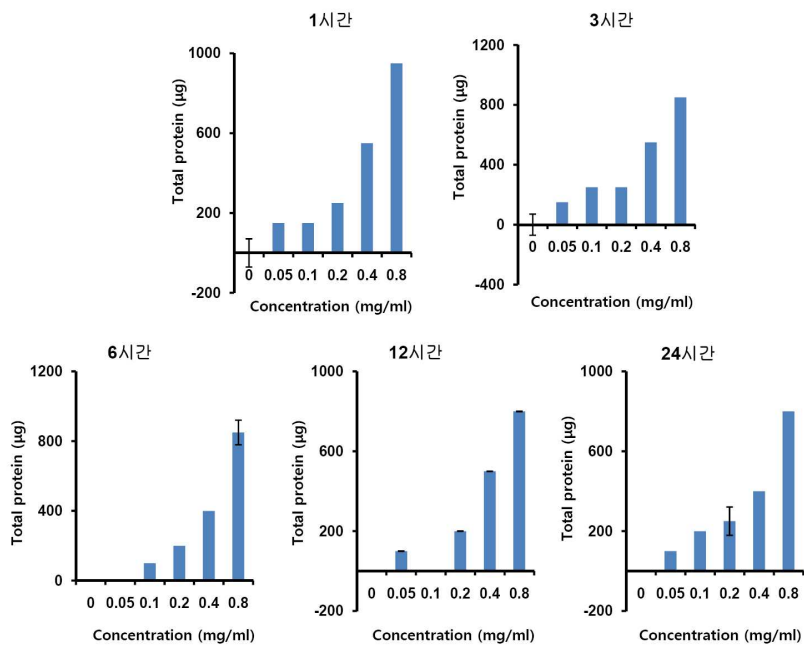 1시간
1000
600
200
-200
Total protein (µg)
0 0.05 0.1 0.2 0.4 0.8
Concentration (mg/ml)
3시간
1200
800
400
0
-400
Total protein (µg)
0 0.05 0.1 0.2 0.4 0.8
Concentration (mg/ml)
6시간
1200
800
400
0
Total protein (µg)
0 0.05 0.1 0.2 0.4 0.8
Concentration (mg/ml)
12시간
1000
600
200
-200
Total protein (µg)
0 0.05 0.1 0.2 0.4 0.8
Concentration (mg/ml)
24시간
1000
600
200
-200
Total protein (µg)
0 0.05 0.1 0.2 0.4 0.8
Concentration (mg/ml)